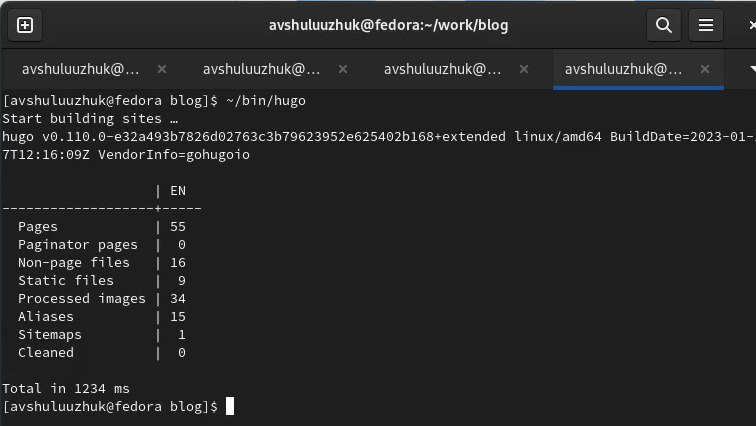 avshuluuzhuk@fedora:~/work/blog
avshuluuzhuk@... avshuluuzhuk@... avshuluuzhuk@... avshuluuzhuk@...
[avshuluuzhuk@fedora blog]$ ~/bin/hugo
Start building sites …
hugo v0.110.0-e32a493b7826d02763c3b79623952e625402b168+extended linux/amd64 BuildDate=2023-01-
7T12:16:09Z VendorInfo=gohugoio
                   | EN
-------------------+-----
  Pages            | 55
  Paginator pages  |  0
  Non-page files   | 16
  Static files     |  9
  Processed images | 34
  Aliases          | 15
  Sitemaps         |  1
  Cleaned          |  0
Total in 1234 ms
[avshuluuzhuk@fedora blog]$